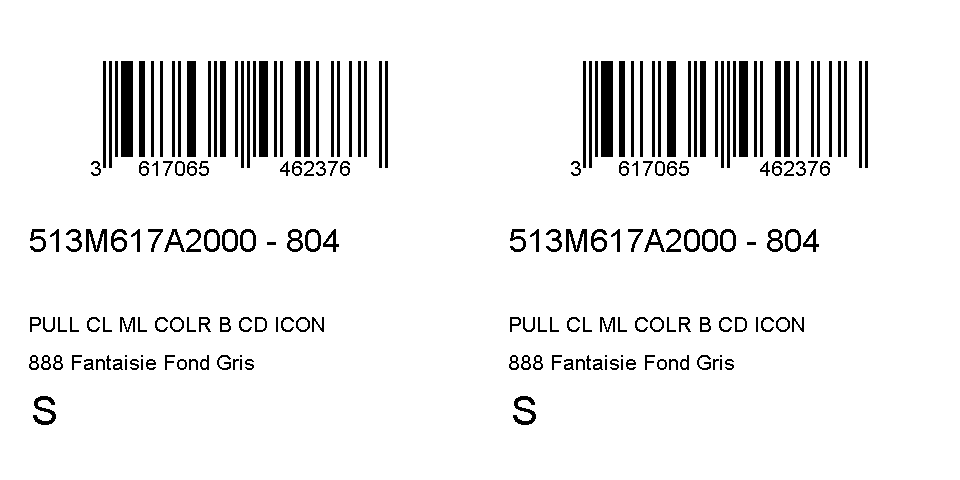 3 617065 462376
513M617A2000 - 804
PULL CL ML COLR B CD ICON
888 Fantaisie Fond Gris
S
3 617065 462376
513M617A2000 - 804
PULL CL ML COLR B CD ICON
888 Fantaisie Fond Gris
S